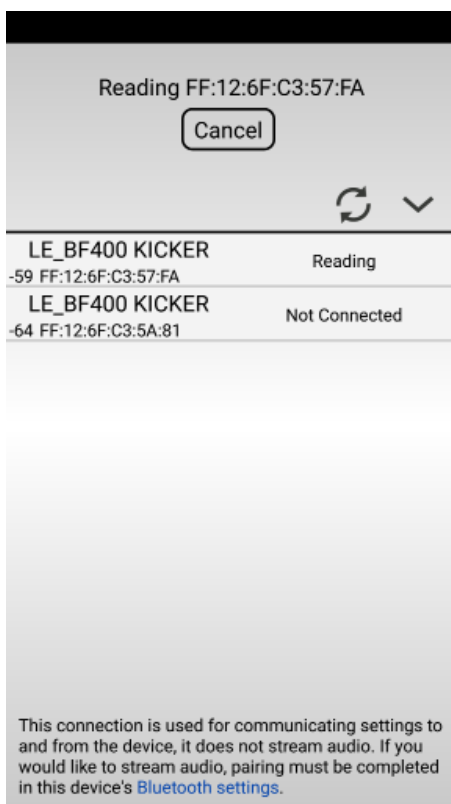 Reading FF:12:6F:C3:57:FA
Cancel
LE_BF400 KICKER
Reading
-59 FF:12:6F:C3:57:FA
LE_BF400 KICKER
Not Connected
-64 FF:12:6F:C3:5A:81
This connection is used for communicating settings to
and from the device, it does not stream audio. If you
would like to stream audio, pairing must be completed
in this device's Bluetooth settings.